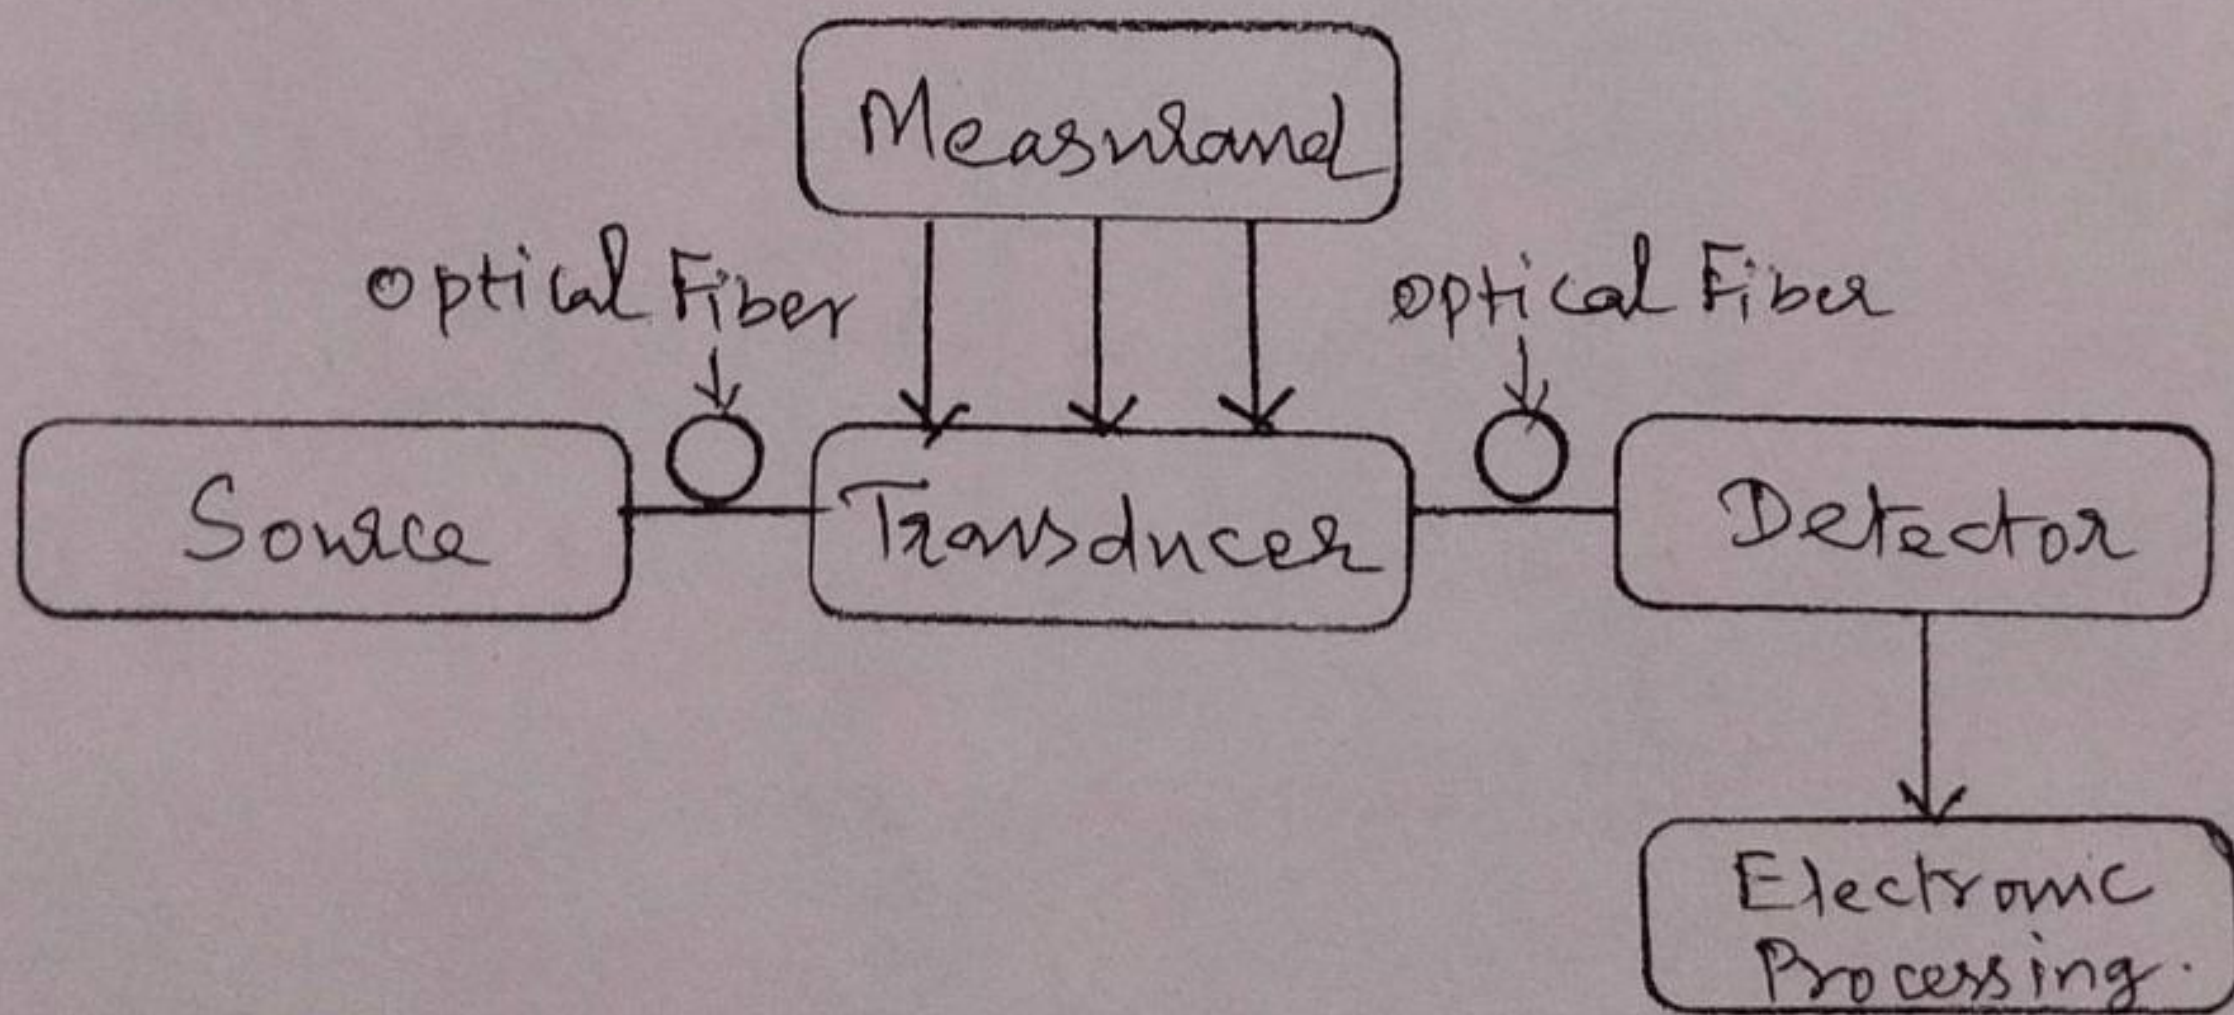 Measurand
Optical Fiber
Optical Fiber
Source
Transducer
Detector
Electronic
Processing.